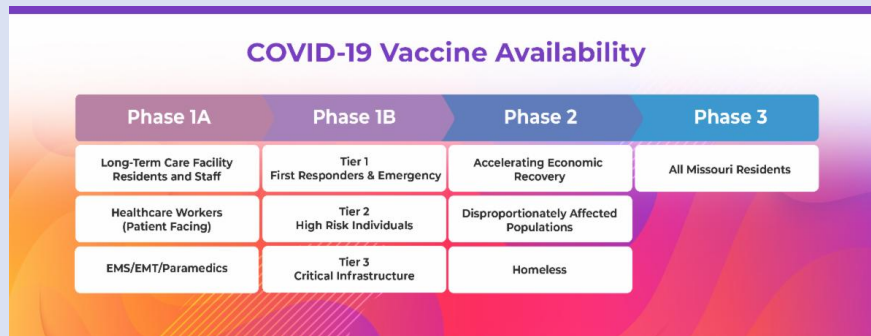 COVID-19 Vaccine Availability
Phase 1A
Long-Term Care Facility
Residents and Staff
Healthcare Workers
(Patient Facing)
EMS/EMT/Paramedics
Phase 1B
Tier 1
First Responders & Emergency
Tier 2
High Risk Individuals
Tier 3
Critical Infrastructure
Phase 2
Accelerating Economic
Recovery
Disproportionately Affected
Populations
Homeless
Phase 3
All Missouri Residents